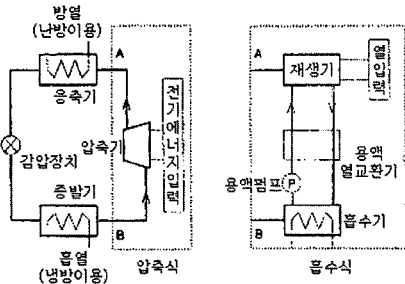 방열
(난방이용)
A
응축기
전기에너지입력
압축기
감압장치
증발기
B
흡열
(냉방이용)
압축식
A
재생기
열입력
용액
열교환기
용액펌프
P
B
흡수기
흡수식